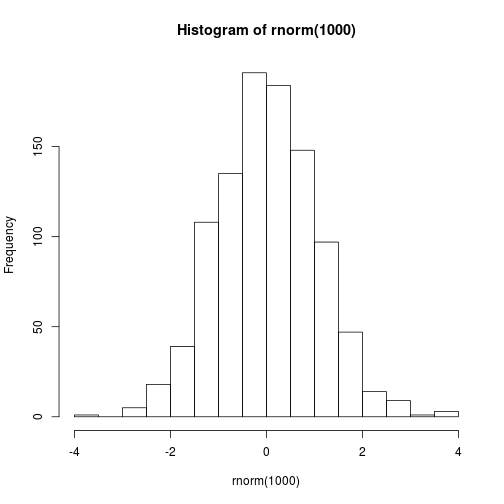 Histogram of rnorm(1000)
Frequency
150
100
50
0
-4 -2 0 2 4
rnorm(1000)